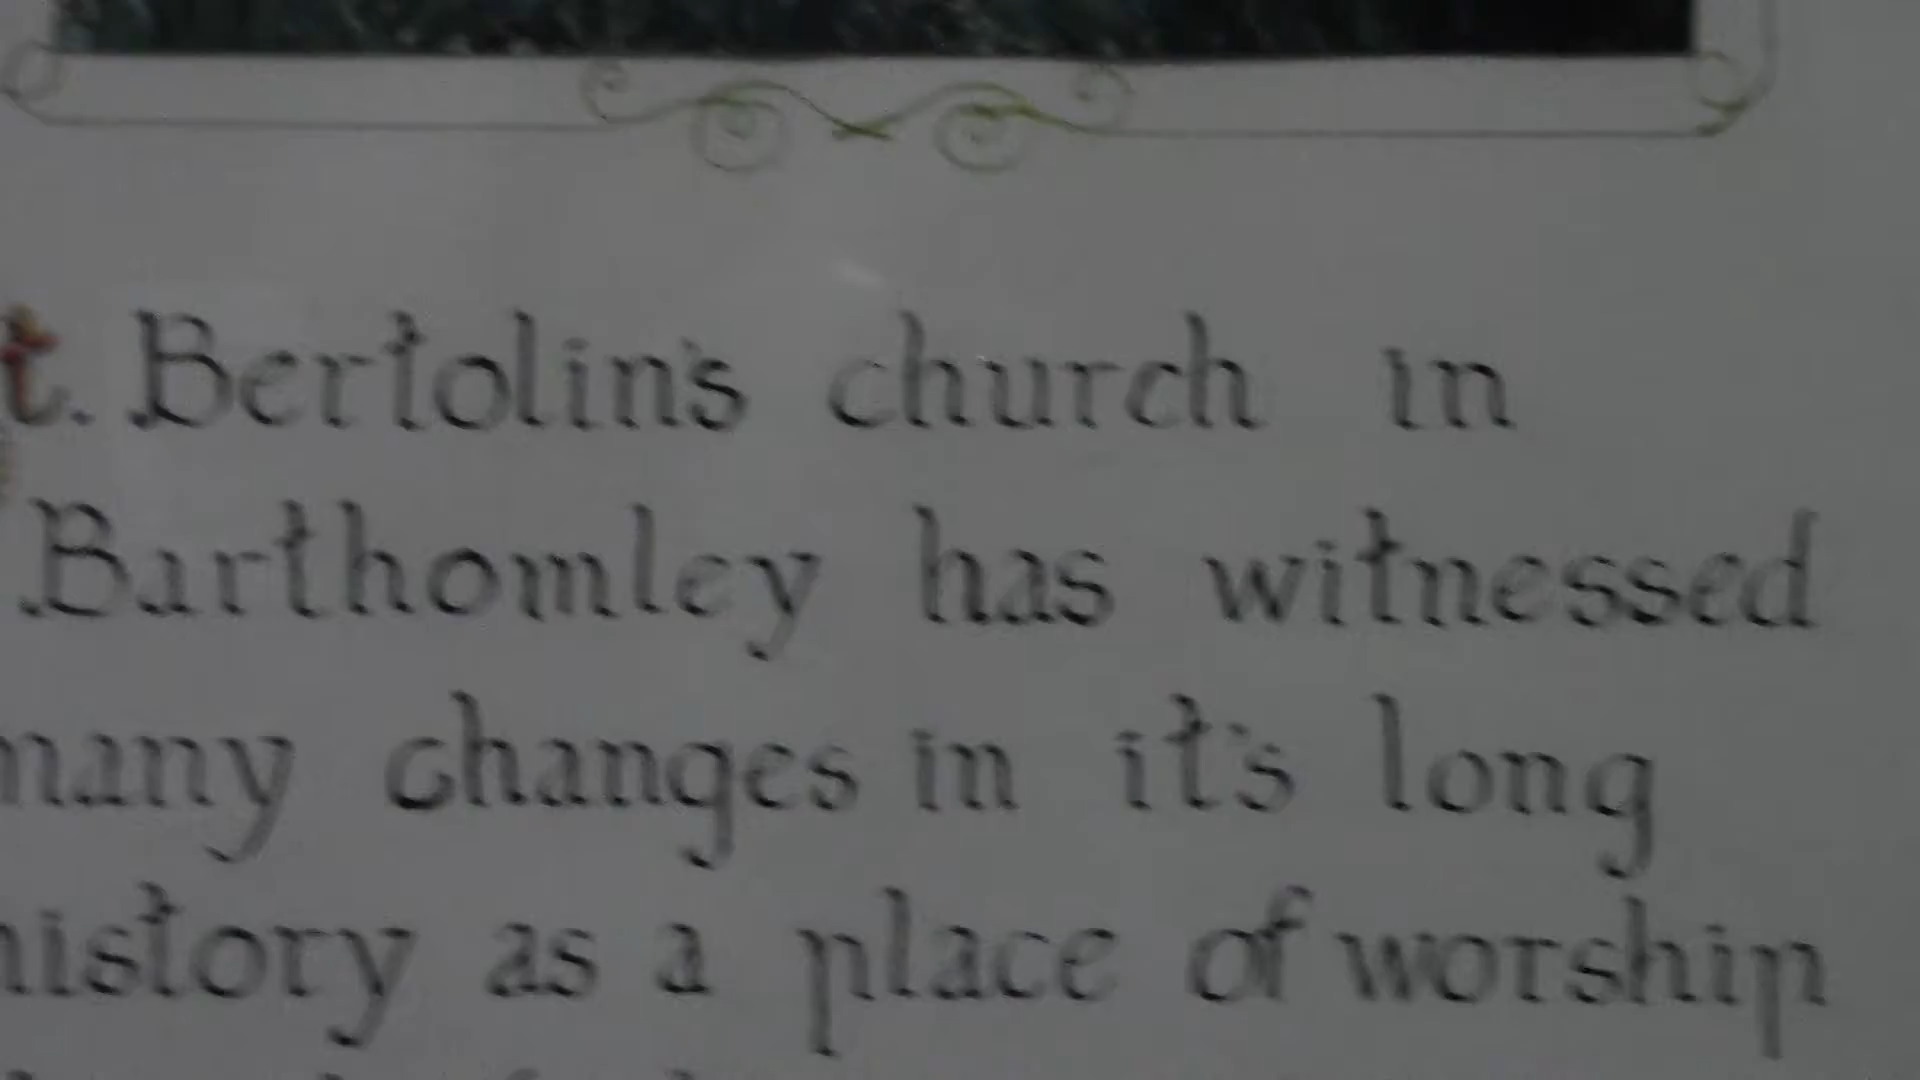 t. Bertolin's church in
Barthomley has witnessed
many changes in it's long
history as a place of worship